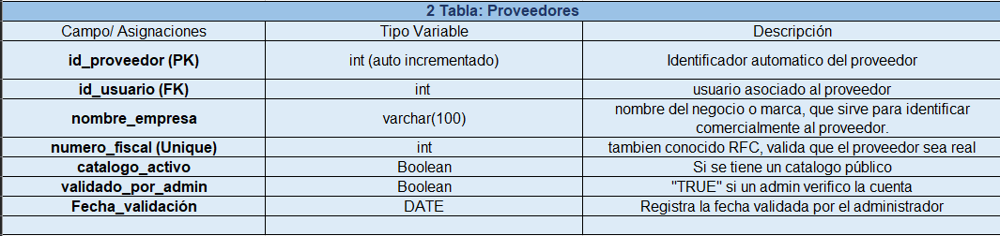 2 Tabla: Proveedores
Campo/ Asignaciones Tipo Variable Descripción
id_proveedor (PK) int (auto incrementado) Identificador automatico del proveedor
id_usuario (FK) int usuario asociado al proveedor
nombre_empresa varchar(100) nombre del negocio o marca, que sirve para identificar
comercialmente al proveedor.
numero_fiscal (Unique) int tambien conocido RFC, valida que el proveedor sea real
catalogo_activo Boolean Si se tiene un catalogo público
validado_por_admin Boolean "TRUE" si un admin verifico la cuenta
Fecha_validación DATE Registra la fecha validada por el administrador